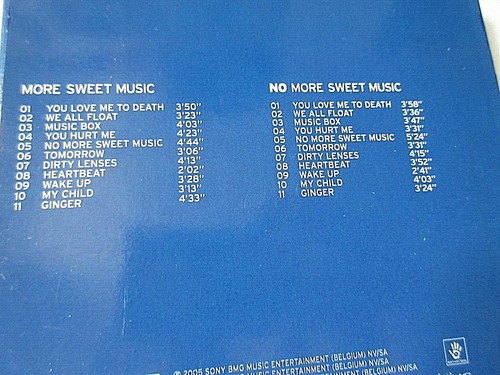 MORE SWEET MUSIC
01 YOU LOVE ME TO DEATH 3'50"
02 WE ALL FLOAT 3'23"
03 MUSIC BOX 4'03"
04 YOU HURT ME 4'23"
05 NO MORE SWEET MUSIC 4'44"
06 TOMORROW 3'06"
07 DIRTY LENSES 4'13"
08 HEARTBEAT 2'02"
09 WAKE UP 3'28"
10 MY CHILD 3'13"
11 GINGER 4'33"
NO MORE SWEET MUSIC
01 YOU LOVE ME TO DEATH 3'58"
02 WE ALL FLOAT 3'36"
03 MUSIC BOX 3'47"
04 YOU HURT ME 3'31"
05 NO MORE SWEET MUSIC 5'24"
06 TOMORROW 3'31"
07 DIRTY LENSES 4'15"
08 HEARTBEAT 3'52"
09 WAKE UP 2'41"
10 MY CHILD 4'03"
11 GINGER 3'24"
℗ 2005 SONY BMG MUSIC ENTERTAINMENT (BELGIUM) NV/SA
MUSIC ENTERTAINMENT (BELGIUM) NV/SA